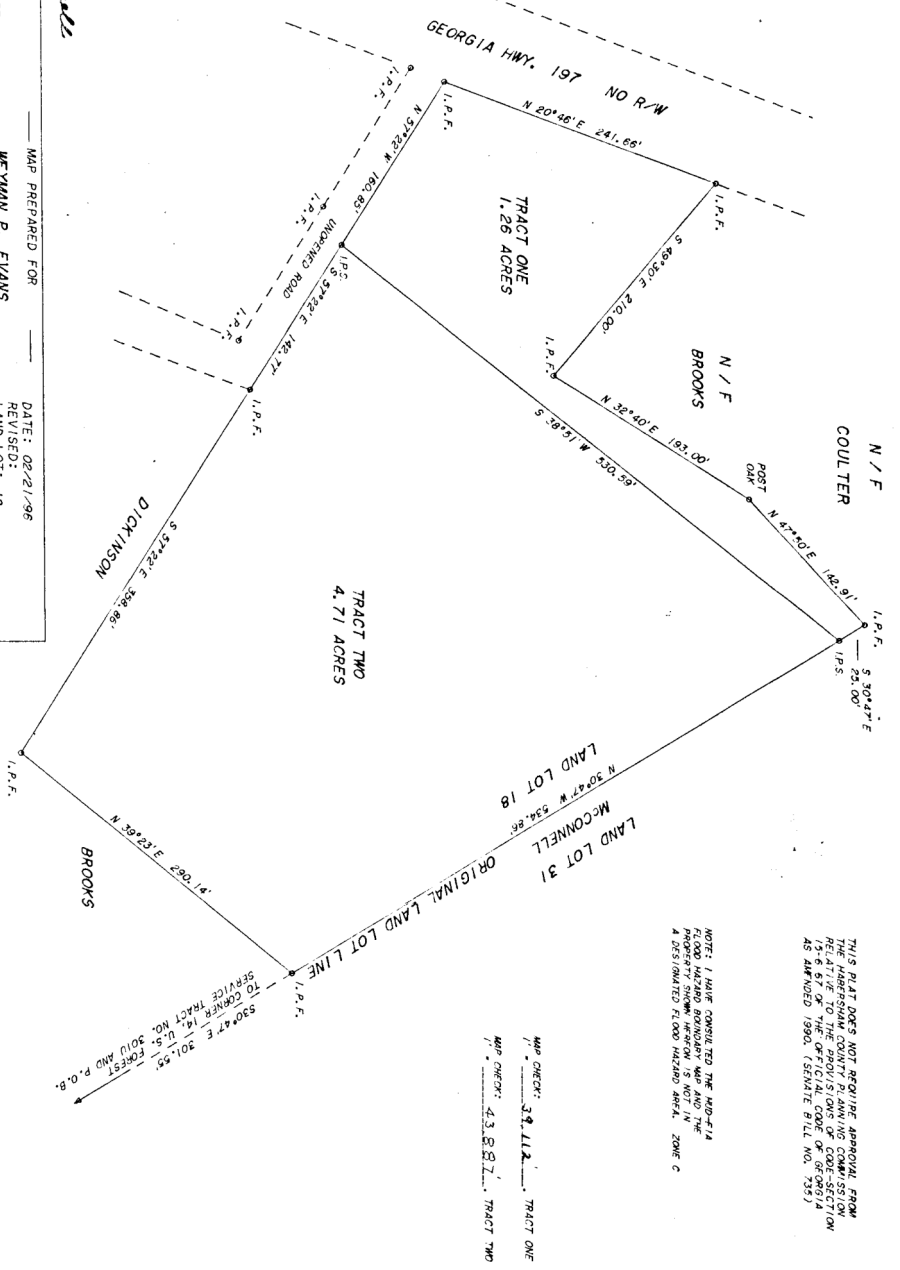 GEORGIA HWY. 197 NO R/W
N 20°46'E 241.66'
I.P.F.
I.P.F.
I.P.F.
N 57°22'W 160.85'
I.P.F.
UNOPENED ROAD
I.P.F.
TRACT ONE
1.26 ACRES
S 49°30'E 210.00'
I.P.F.
N / F
BROOKS
N / F
COULTER
N 32°40'E 193.00'
POST
OAK
N 47°50'E 142.91'
I.P.F.
S 30°47'E
25.00'
I.P.S.
S 38°51'W 530.59'
I.P.S.
S 57°22'E 142.77'
I.P.F.
TRACT TWO
4.71 ACRES
DICKINSON
S 57°22'E 358.86'
I.P.F.
N 39°23'E 290.14'
BROOKS
I.P.F.
LAND LOT 18
N 30°47'W 534.86'
McCONNELL
LAND LOT 31
ORIGINAL LAND LOT LINE
S30°47'E 301.55'
TO CORNER 14, U.S. FOREST
SERVICE TRACT NO. 301U AND P.O.B.
THIS PLAT DOES NOT REQUIRE APPROVAL FROM
THE HABERSHAM COUNTY PLANNING COMMISSION
RELATIVE TO THE PROVISIONS OF CODE-SECTION
15-6-67 OF THE OFFICIAL CODE OF GEORGIA
AS AMENDED 1990. (SENATE BILL NO. 735)
NOTE: I HAVE CONSULTED THE HUD-FIA
FLOOD HAZARD BOUNDARY MAP AND THE
PROPERTY SHOWN HEREON IS NOT IN
A DESIGNATED FLOOD HAZARD AREA. ZONE C
MAP CHECK:
1' = 39,112'. TRACT ONE
MAP CHECK:
1' = 43,887'. TRACT TWO
MAP PREPARED FOR
WEYMAN P. EVANS
DATE: 02/21/96
REVISED:
LAND LOT: 18